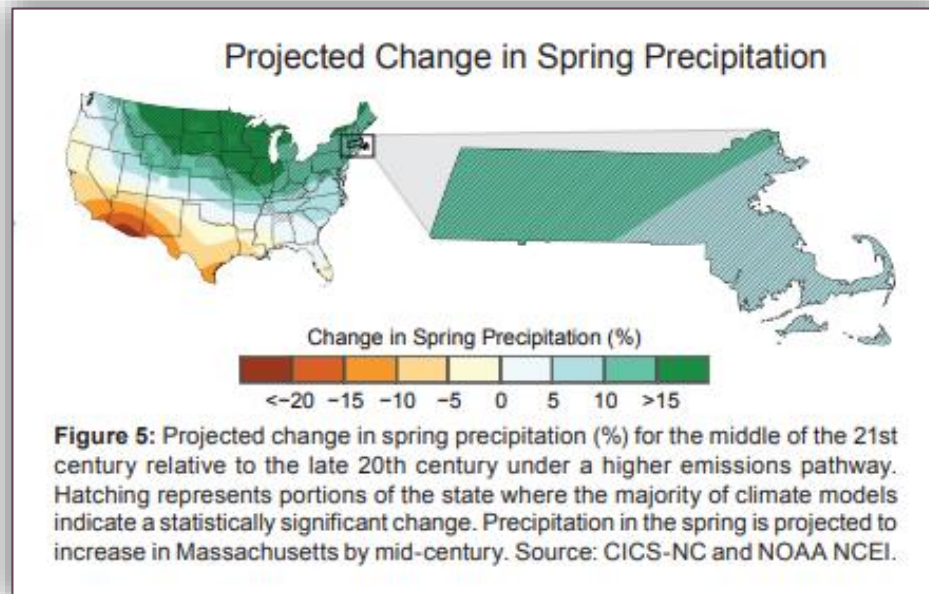 Projected Change in Spring Precipitation
Change in Spring Precipitation (%)
<−20 −15 −10 −5 0 5 10 >15
Figure 5: Projected change in spring precipitation (%) for the middle of the 21st
century relative to the late 20th century under a higher emissions pathway.
Hatching represents portions of the state where the majority of climate models
indicate a statistically significant change. Precipitation in the spring is projected to
increase in Massachusetts by mid-century. Source: CICS-NC and NOAA NCEI.